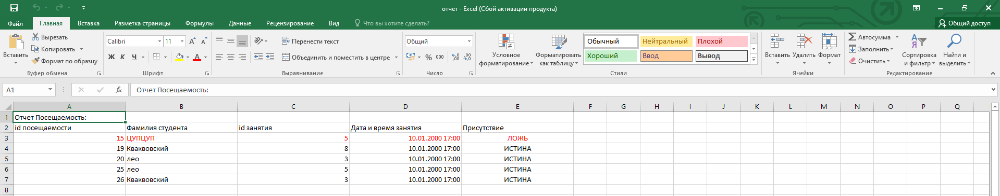 отчет - Excel (Сбой активации продукта)
Файл Главная Вставка Разметка страницы Формулы Данные Рецензирование Вид Что вы хотите сделать? Общий доступ
Вставить
Вырезать
Копировать
Формат по образцу
Буфер обмена
Calibri 11
Ж К Ч А
Шрифт
Перенести текст
Объединить и поместить в центре
Выравнивание
Общий
% 000 ,00
Число
Условное форматирование
Форматировать как таблицу
Обычный Нейтральный Плохой
Хороший Ввод Вывод
Стили
Вставить Удалить Формат
Ячейки
Автосумма
Заполнить
Очистить
Сортировка и фильтр
Найти и выделить
Редактирование
A1 fx Отчет Посещаемость:
A B C D E F G H I J K L M N O P Q
1 Отчет Посещаемость:
2 id посещаемости Фамилия студента id занятия Дата и время занятия Присутствие
3 15 ЦУПЦУП 5 10.01.2000 17:00 ЛОЖЬ
4 19 Кваквовский 8 10.01.2000 17:00 ИСТИНА
5 20 лео 3 10.01.2000 17:00 ИСТИНА
6 25 лео 5 10.01.2000 17:00 ИСТИНА
7 26 Кваквовский 3 10.01.2000 17:00 ИСТИНА
8